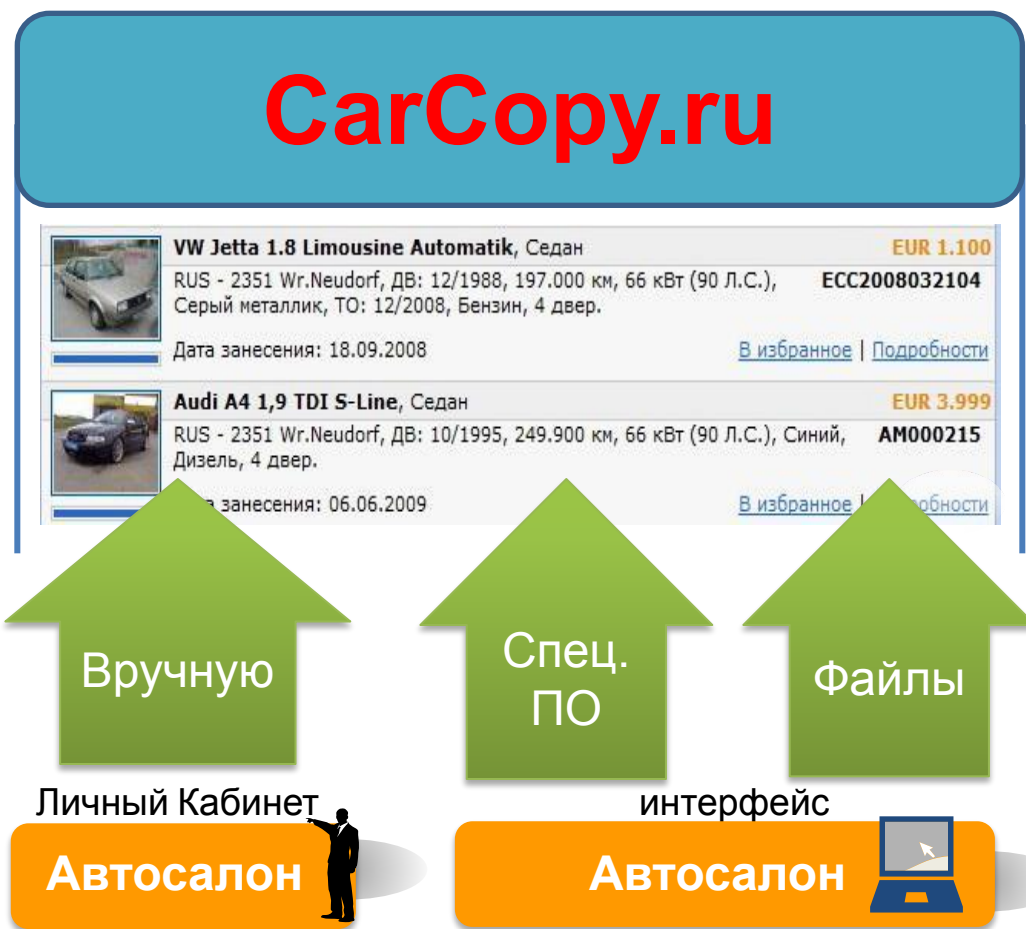 CarCopy.ru
VW Jetta 1.8 Limousine Automatik, Седан
EUR 1.100
RUS - 2351 Wr.Neudorf, ДВ: 12/1988, 197.000 км, 66 кВт (90 Л.С.),
ECC2008032104
Серый металлик, ТО: 12/2008, Бензин, 4 двер.
Дата занесения: 18.09.2008
В избранное | Подробности
Audi A4 1,9 TDI S-Line, Седан
EUR 3.999
RUS - 2351 Wr.Neudorf, ДВ: 10/1995, 249.900 км, 66 кВт (90 Л.С.), Синий,
AM000215
Дизель, 4 двер.
занесения: 06.06.2009
В избранное
Вручную
Спец.
ПО
Файлы
Личный Кабинет
интерфейс
Автосалон
Автосалон